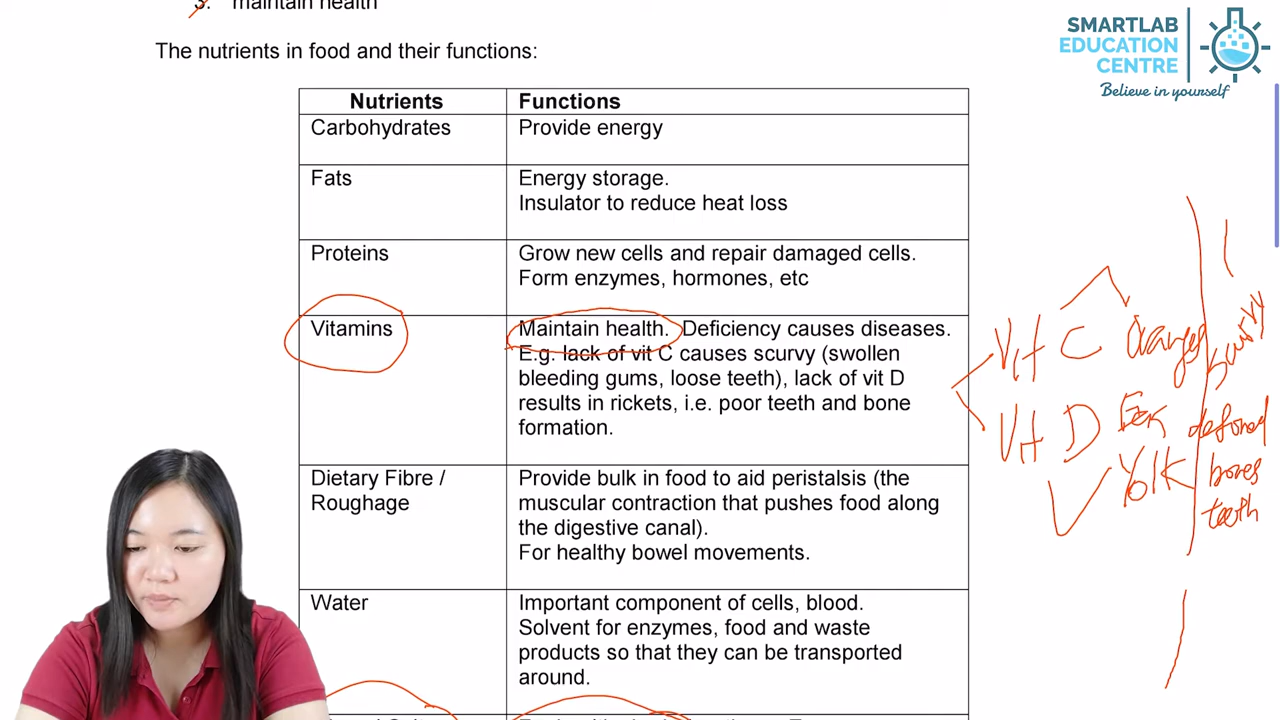 3. maintain health
SMARTLAB
EDUCATION
CENTRE
Believe in yourself
The nutrients in food and their functions:
Nutrients Functions
Carbohydrates Provide energy
Fats Energy storage.
Insulator to reduce heat loss
Proteins Grow new cells and repair damaged cells.
Form enzymes, hormones, etc
Vitamins Maintain health. Deficiency causes diseases.
E.g. lack of vit C causes scurvy (swollen
bleeding gums, loose teeth), lack of vit D
results in rickets, i.e. poor teeth and bone
formation.
Dietary Fibre / Provide bulk in food to aid peristalsis (the
Roughage muscular contraction that pushes food along
the digestive canal).
For healthy bowel movements.
Water Important component of cells, blood.
Solvent for enzymes, food and waste
products so that they can be transported
around.
Vit C scurvy
Vit D
Yolk bones
teeth